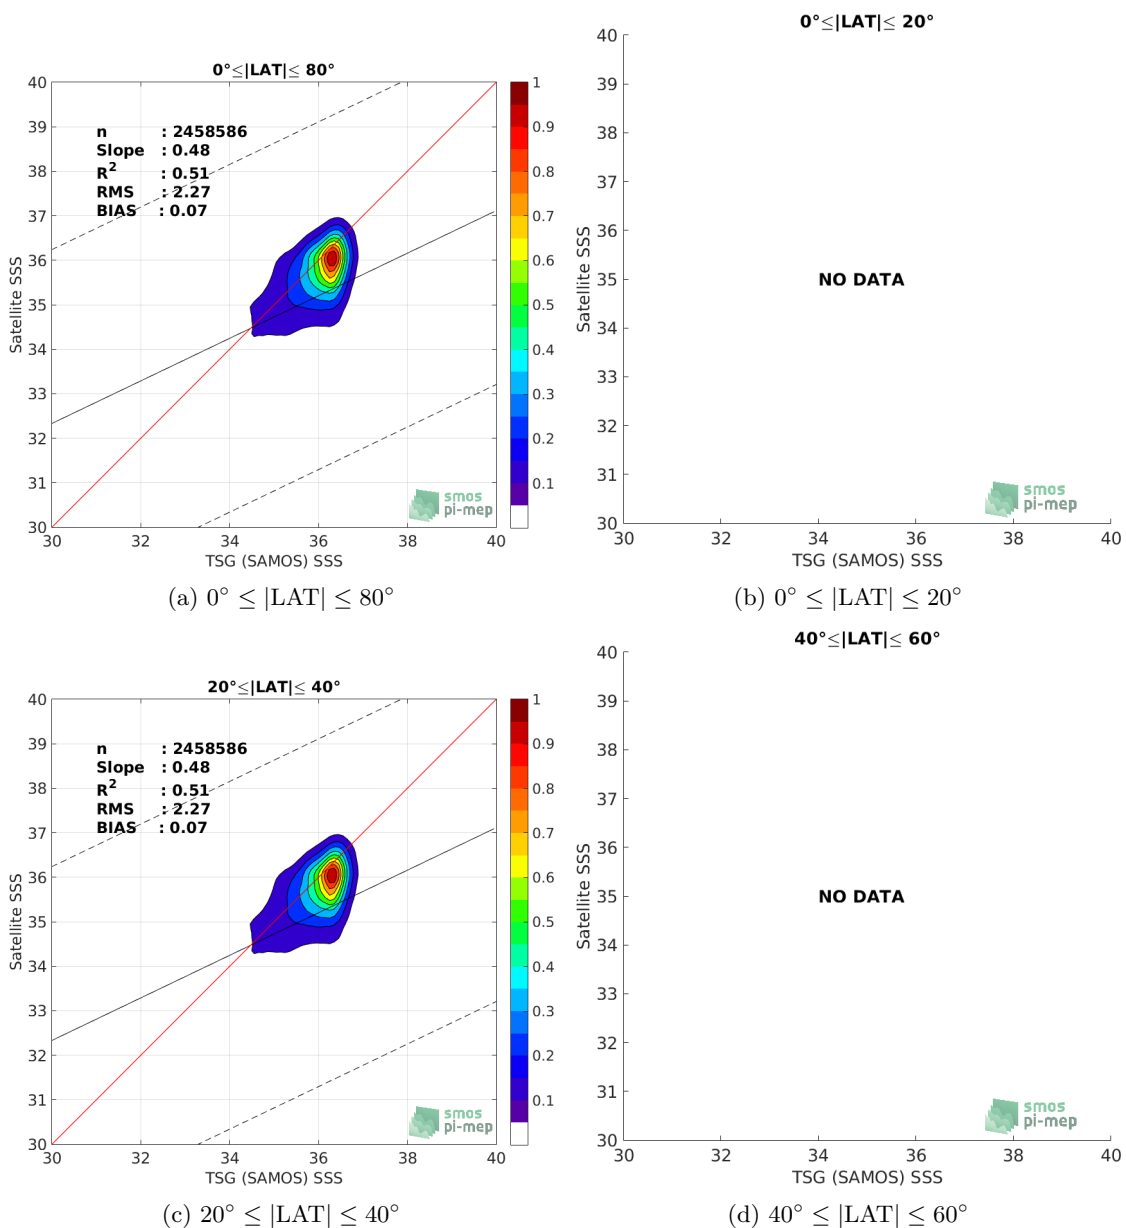 0°≤|LAT|≤ 80°
40
39
38
37
36
35
34
33
32
31
30
30
32
34
36
38
40
Satellite SSS
TSG (SAMOS) SSS
n : 2458586
Slope : 0.48
R2 : 0.51
RMS : 2.27
BIAS : 0.07
1
0.9
0.8
0.7
0.6
0.5
0.4
0.3
0.2
0.1
smos
pi-mep
(a) 0° ≤ |LAT| ≤ 80°
0°≤|LAT|≤ 20°
40
39
38
37
36
35
34
33
32
31
30
30
32
34
36
38
40
Satellite SSS
TSG (SAMOS) SSS
NO DATA
smos
pi-mep
(b) 0° ≤ |LAT| ≤ 20°
20°≤|LAT|≤ 40°
40
39
38
37
36
35
34
33
32
31
30
30
32
34
36
38
40
Satellite SSS
TSG (SAMOS) SSS
n : 2458586
Slope : 0.48
R2 : 0.51
RMS : 2.27
BIAS : 0.07
1
0.9
0.8
0.7
0.6
0.5
0.4
0.3
0.2
0.1
smos
pi-mep
(c) 20° ≤ |LAT| ≤ 40°
40°≤|LAT|≤ 60°
40
39
38
37
36
35
34
33
32
31
30
30
32
34
36
38
40
Satellite SSS
TSG (SAMOS) SSS
NO DATA
smos
pi-mep
(d) 40° ≤ |LAT| ≤ 60°